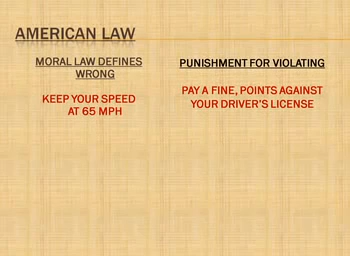 AMERICAN LAW
MORAL LAW DEFINES
WRONG
KEEP YOUR SPEED
AT 65 MPH
PUNISHMENT FOR VIOLATING
PAY A FINE, POINTS AGAINST
YOUR DRIVER'S LICENSE